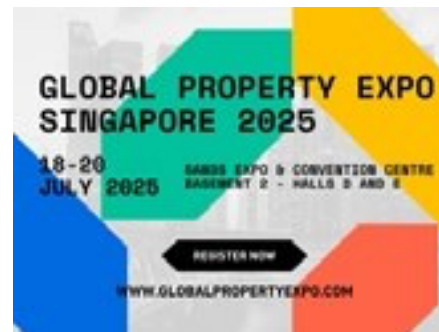 GLOBAL PROPERTY EXPO
SINGAPORE 2025
18-20
JULY 2025
SANDS EXPO & CONVENTION CENTRE
BASEMENT 2 - HALLS D AND E
REGISTER NOW
WWW.GLOBALPROPERTYEXPO.COM